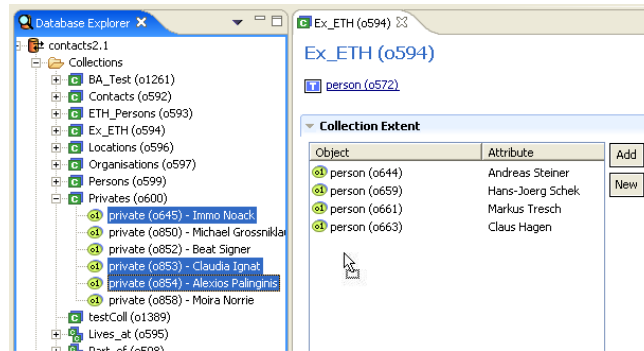 Database Explorer
contacts2.1
Collections
BA_Test (o1261)
Contacts (o592)
ETH_Persons (o593)
Ex_ETH (o594)
Locations (o596)
Organisations (o597)
Persons (o599)
Privates (o600)
private (o645) - Immo Noack
private (o850) - Michael Grossnikla
private (o852) - Beat Signer
private (o853) - Claudia Ignat
private (o854) - Alexios Palinginis
private (o858) - Moira Norrie
testColl (o1389)
Lives_at (o595)
Part_of (o598)
Ex_ETH (o594)
Ex_ETH (o594)
person (o572)
Collection Extent
Object Attribute
person (o644) Andreas Steiner
person (o659) Hans-Joerg Schek
person (o661) Markus Tresch
person (o663) Claus Hagen
Add
New